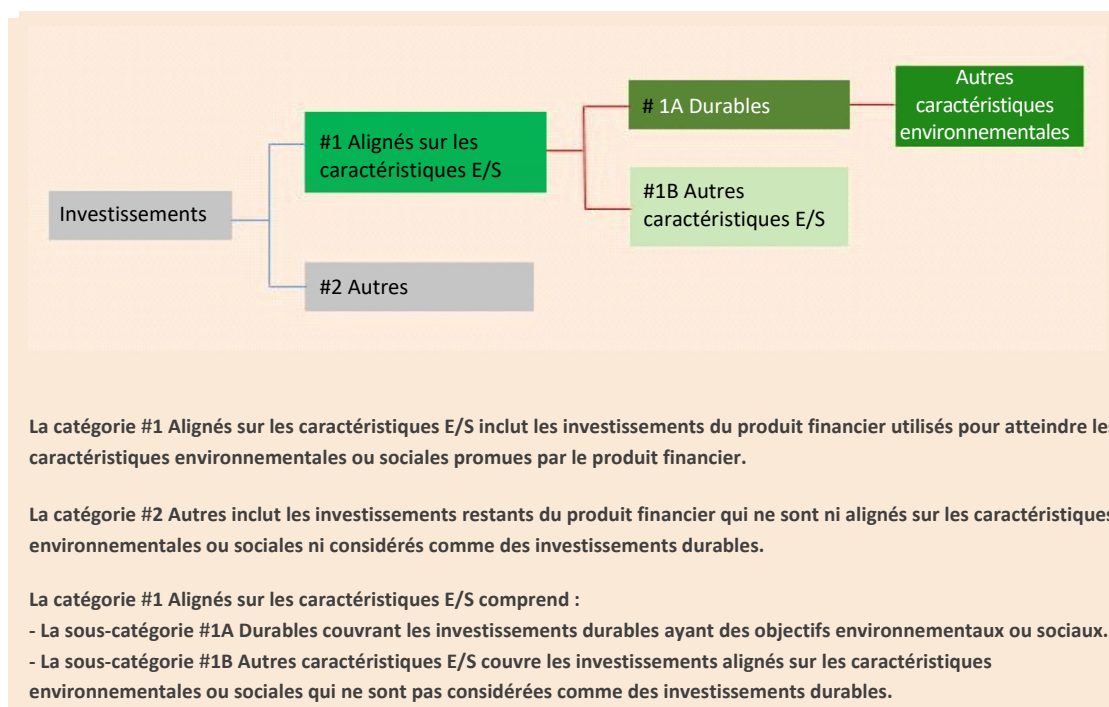 Autres
caractéristiques
environnementales
# 1A Durables
#1 Alignés sur les
caractéristiques E/S
#1B Autres
caractéristiques E/S
Investissements
#2 Autres
La catégorie #1 Alignés sur les caractéristiques E/S inclut les investissements du produit financier utilisés pour atteindre les
caractéristiques environnementales ou sociales promues par le produit financier.
La catégorie #2 Autres inclut les investissements restants du produit financier qui ne sont ni alignés sur les caractéristiques
environnementales ou sociales ni considérés comme des investissements durables.
La catégorie #1 Alignés sur les caractéristiques E/S comprend :
- La sous-catégorie #1A Durables couvrant les investissements durables ayant des objectifs environnementaux ou sociaux.
- La sous-catégorie #1B Autres caractéristiques E/S couvre les investissements alignés sur les caractéristiques
environnementales ou sociales qui ne sont pas considérées comme des investissements durables.